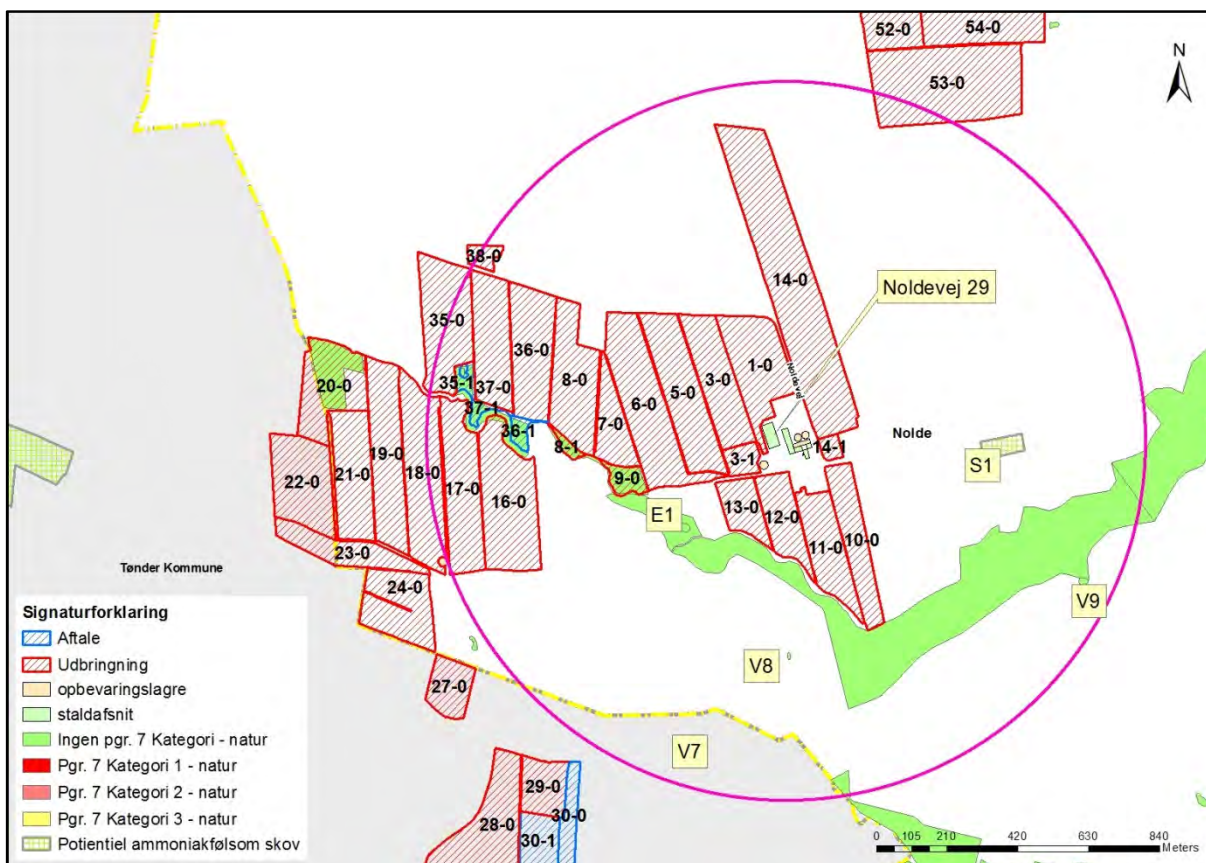 52-0
54-0
53-0
N
38-0
14-0
Noldevej 29
35-0
36-0
1-0
3-0
5-0
8-0
6-0
7-0
20-0
35-1
37-0
Noldevej
37-1
36-1
8-1
19-0
Nolde
14-1
3-1
S1
22-0
21-0
18-0
17-0
16-0
9-0
13-0
12-0
E1
11-0
10-0
23-0
Tønder Kommune
24-0
V9
V8
27-0
V7
29-0
30-0
28-0
30-1
Signaturforklaring
Aftale
Udbringning
opbevaringslagre
staldafsnit
Ingen pgr. 7 Kategori - natur
Pgr. 7 Kategori 1 - natur
Pgr. 7 Kategori 2 - natur
Pgr. 7 Kategori 3 - natur
Potientiel ammoniakfølsom skov
0 105 210 420 630 840
Meters